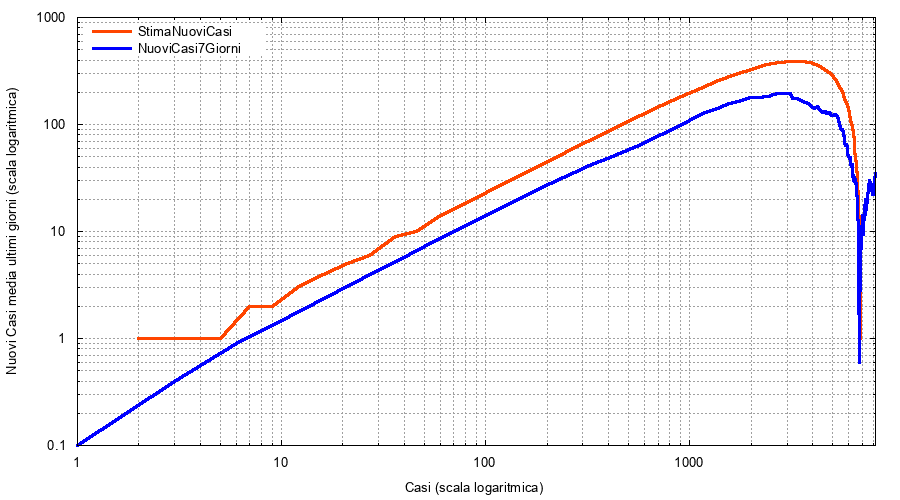 1000
StimaNuoviCasi
NuoviCasi7Giorni
100
10
1
0.1
Nuovi Casi media ultimi giorni (scala logaritmica)
1 10 100 1000
Casi (scala logaritmica)